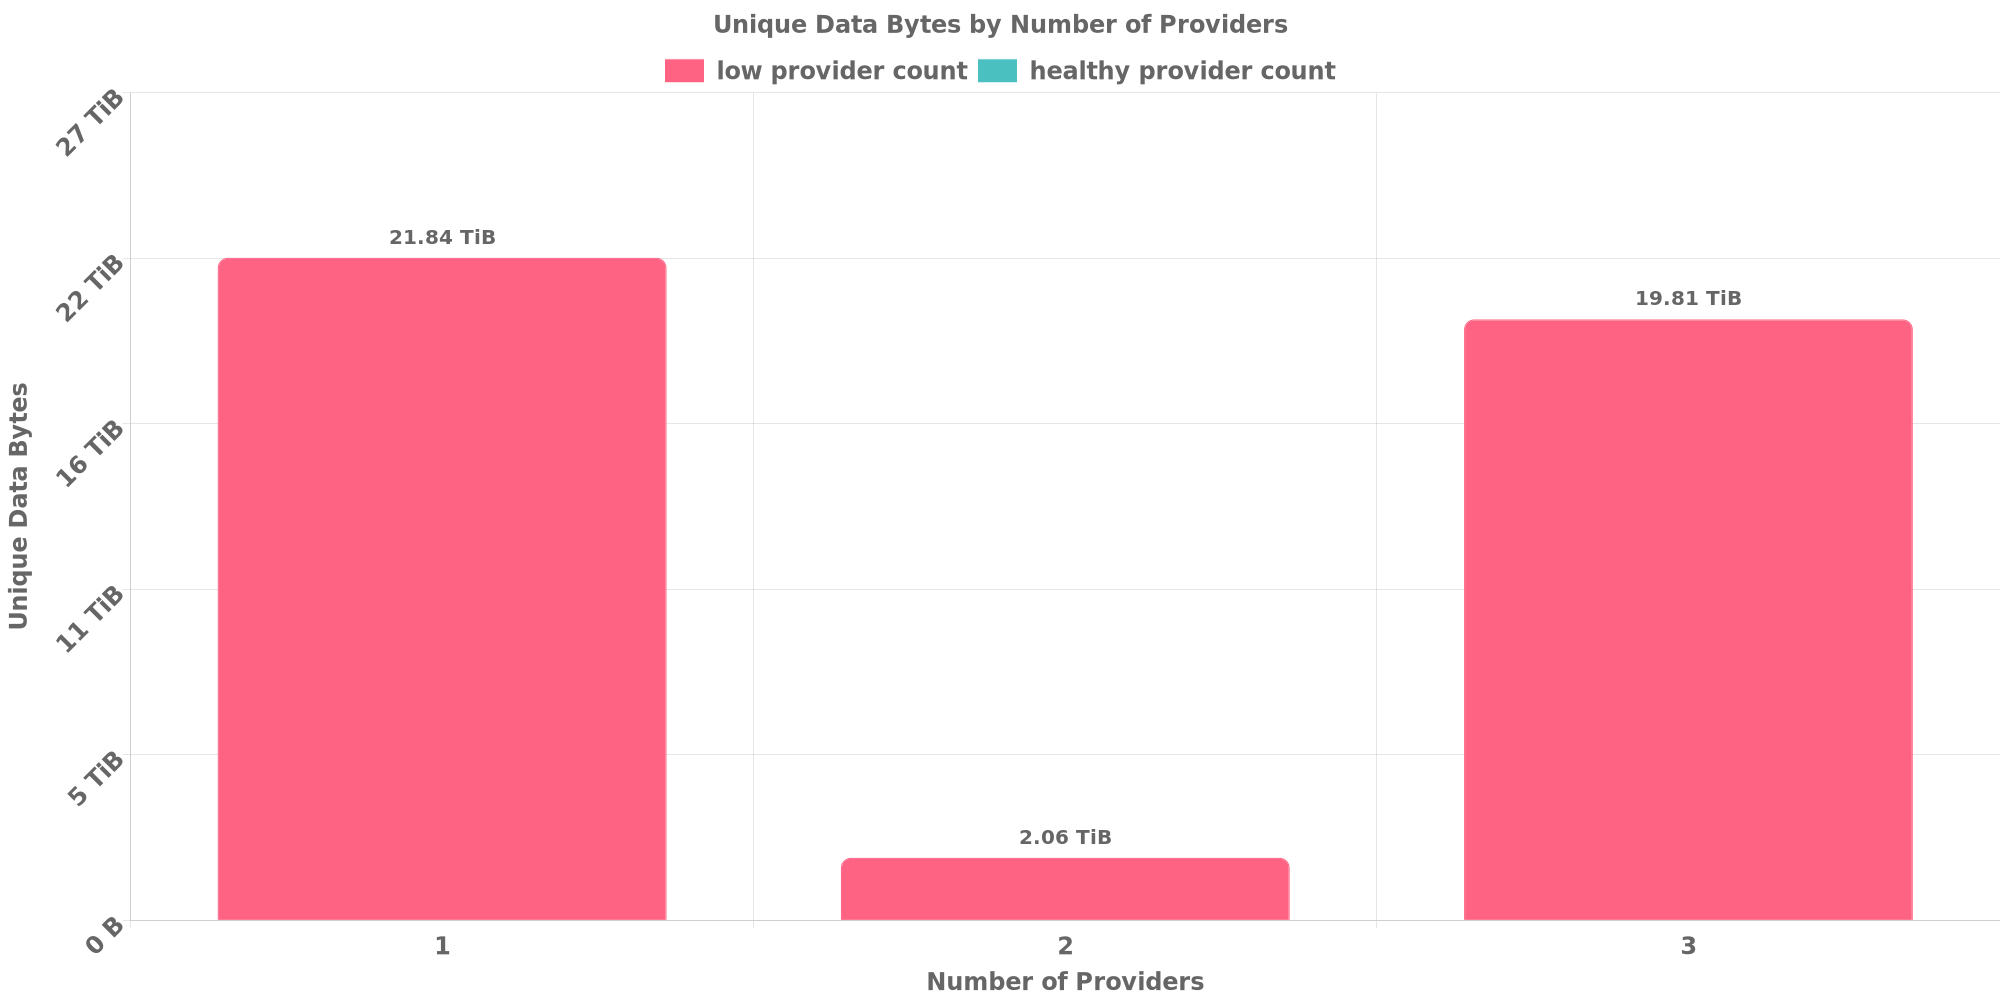 Unique Data Bytes by Number of Providers
low provider count healthy provider count
27 TiB
21.84 TiB
22 TiB
19.81 TiB
16 TiB
Unique Data Bytes
11 TiB
5 TiB
2.06 TiB
0 B
1 2 3
Number of Providers